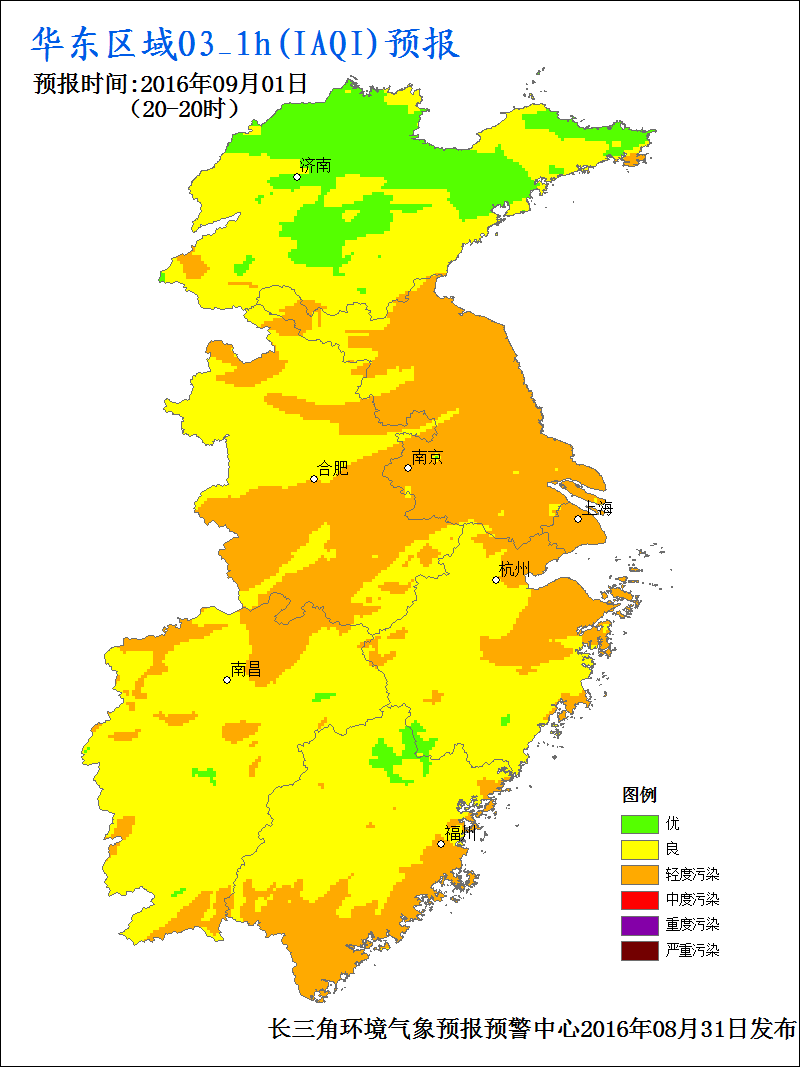 华东区域O3_1h(IAQI)预报
预报时间:2016年09月01日
（20-20时）
济南
南京
合肥
上海
杭州
南昌
福州
图例
优
良
轻度污染
中度污染
重度污染
严重污染
长三角环境气象预报预警中心2016年08月31日发布